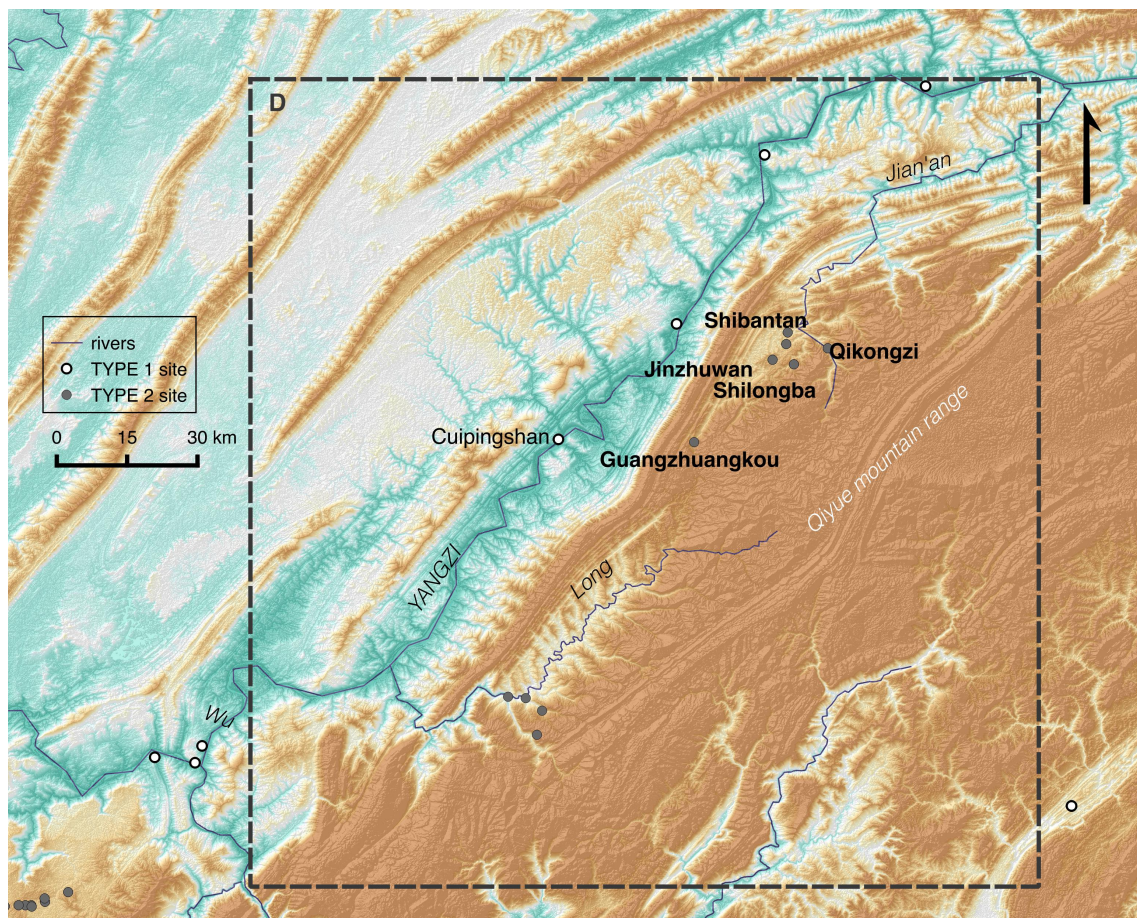 D
Jian'an
Shibantan
Qikongzi
Jinzhuwan
Shilongba
rivers
TYPE 1 site
TYPE 2 site
0 15 30 km
Cuipingshan
Guangzhuangkou
Qiyue mountain range
YANGZI
Long
Wu